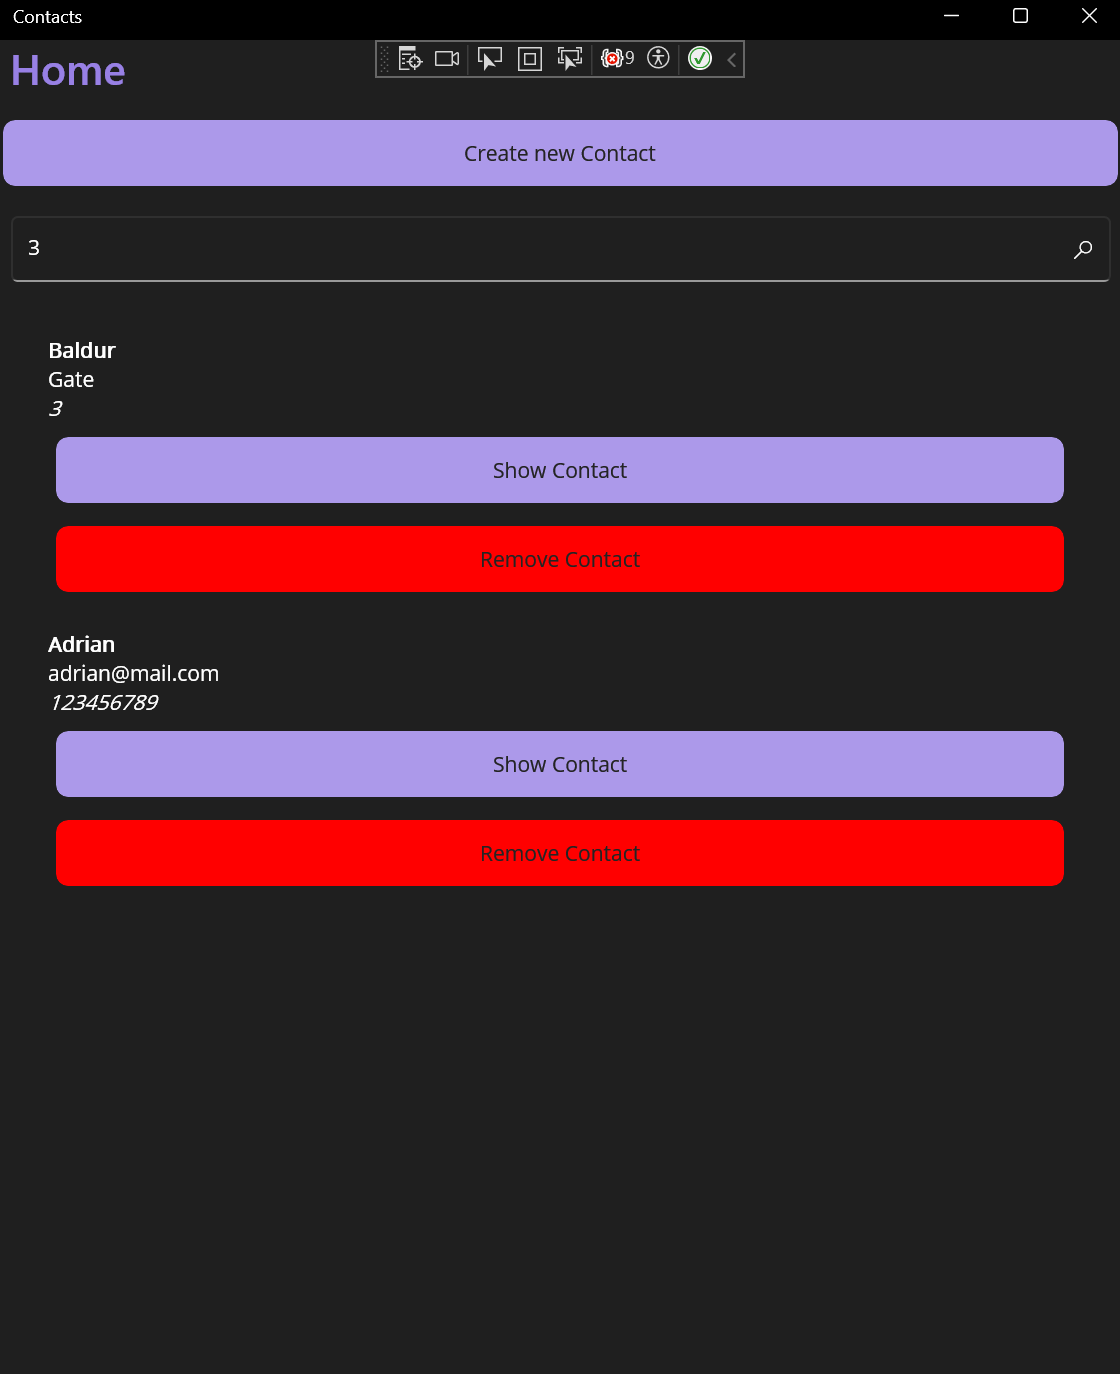 Contacts
Home
9
Create new Contact
3
Baldur
Gate
3
Show Contact
Remove Contact
Adrian
adrian@mail.com
123456789
Show Contact
Remove Contact